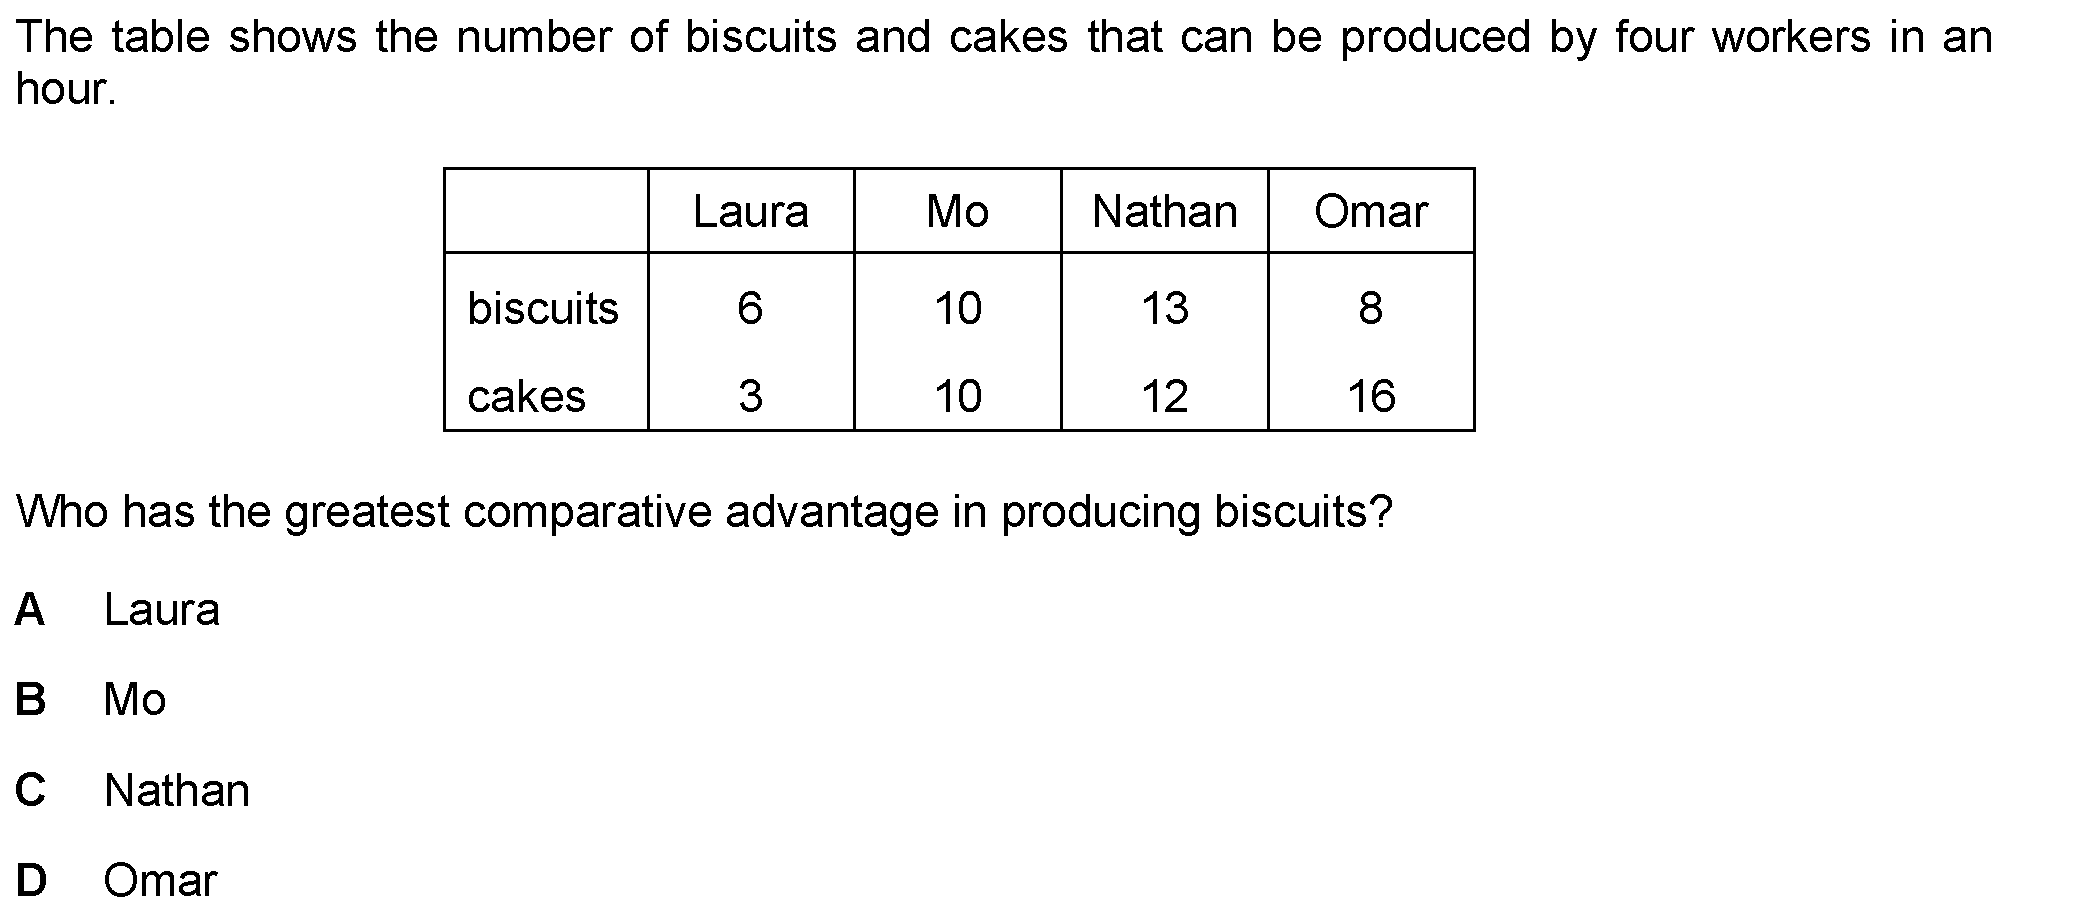 The table shows the number of biscuits and cakes that can be produced by four workers in an
hour.
Laura Mo Nathan Omar
biscuits 6 10 13 8
cakes 3 10 12 16
Who has the greatest comparative advantage in producing biscuits?
A Laura
B Mo
C Nathan
D Omar